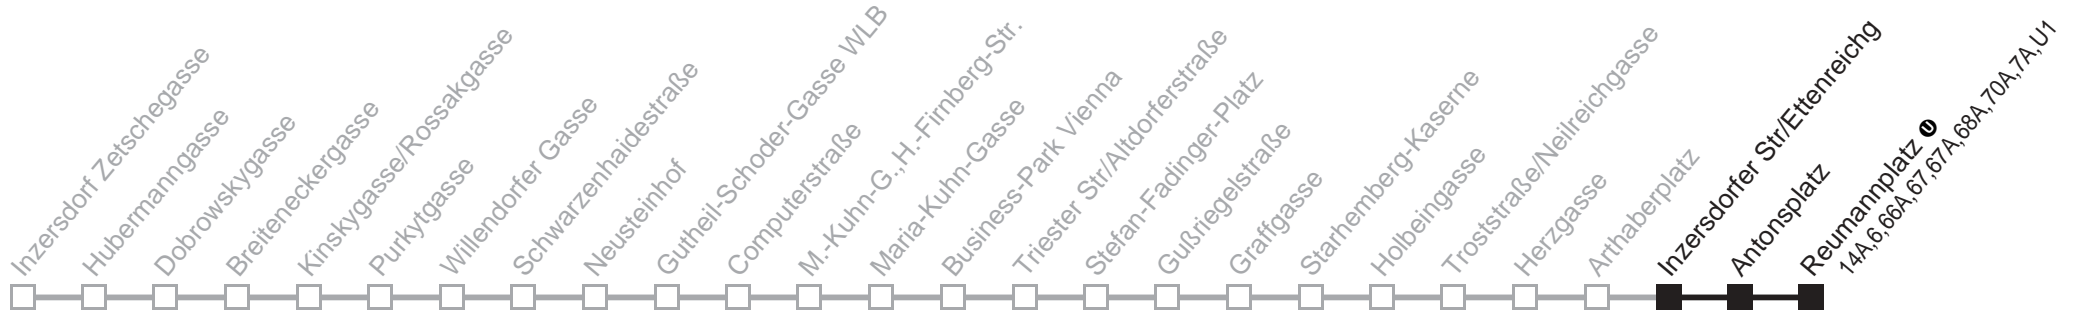 Inzersdorf Zetschegasse
Hubermanngasse
Dobrowskygasse
Breiteneckergasse
Kinskygasse/Rossakgasse
Purkytgasse
Willendorfer Gasse
Schwarzenhaidestraße
Neusteinhof
Gutheil-Schoder-Gasse WLB
Computerstraße
M.-Kuhn-G.,H.-Firnberg-Str.
Maria-Kuhn-Gasse
Business-Park Vienna
Triester Str/Altdorferstraße
Stefan-Fadinger-Platz
Gußriegelstraße
Graffgasse
Starhemberg-Kaserne
Holbeingasse
Troststraße/Neilreichgasse
Herzgasse
Arthaberplatz
Inzersdorfer Str/Ettenreichg
Antonsplatz
Reumannplatz U
14A,6,66A,67,67A,68A,70A,7A,U1